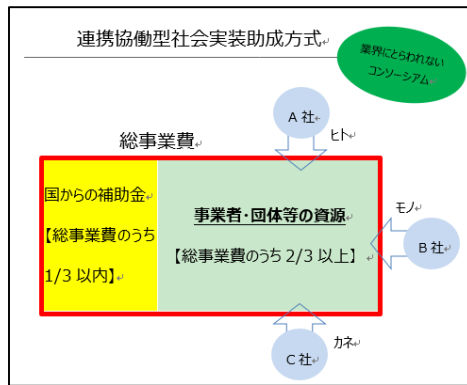 連携協働型社会実装助成方式
業界にとらわれない
コンソーシアム
A 社
ヒト
総事業費
国からの補助金
【総事業費のうち
1/3 以内】
事業者・団体等の資源
【総事業費のうち 2/3 以上】
モノ
B 社
C 社
カネ